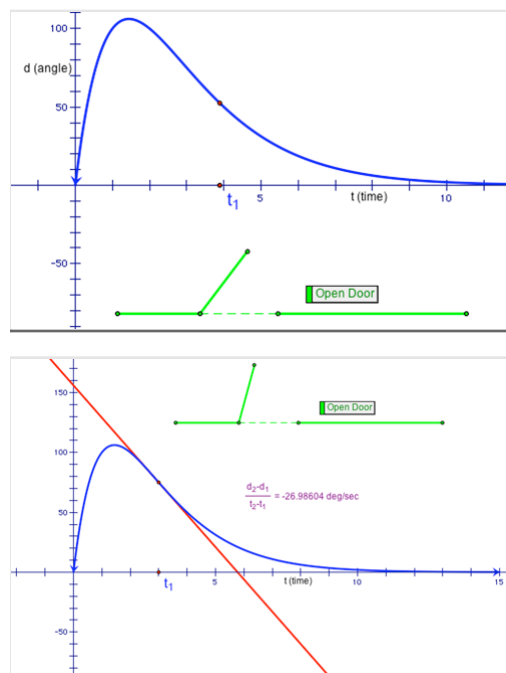 100
d (angle)
50
t1
5
t (time)
10
-50
Open Door
150
Open Door
100
d2-d1
t2-t1
= -26.98604 deg/sec
50
t1
5
t (time)
10
15
-50